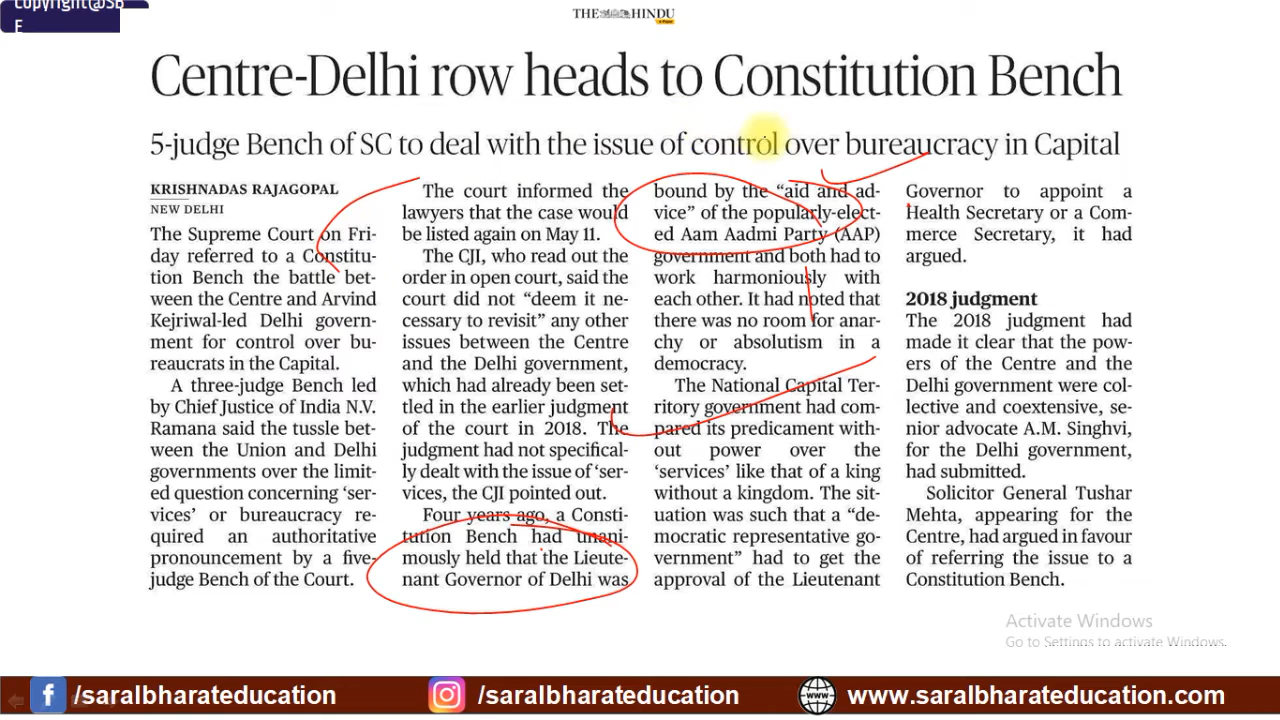 Copyright@SB
E
THE HINDU
Centre-Delhi row heads to Constitution Bench
5-judge Bench of SC to deal with the issue of control over bureaucracy in Capital
KRISHNADAS RAJAGOPAL
NEW DELHI
The Supreme Court on Fri-
day referred to a Constitu-
tion Bench the battle bet-
ween the Centre and Arvind
Kejriwal-led Delhi govern-
ment for control over bu-
reaucrats in the Capital.
A three-judge Bench led
by Chief Justice of India N.V.
Ramana said the tussle bet-
ween the Union and Delhi
governments over the limit-
ed question concerning ‘ser-
vices’ or bureaucracy re-
quired an authoritative
pronouncement by a five-
judge Bench of the Court.
The court informed the
lawyers that the case would
be listed again on May 11.
The CJI, who read out the
order in open court, said the
court did not “deem it ne-
cessary to revisit” any other
issues between the Centre
and the Delhi government,
which had already been set-
tled in the earlier judgment
of the court in 2018. The
judgment had not specifical-
ly dealt with the issue of ‘ser-
vices, the CJI pointed out.
Four years ago, a Consti-
tution Bench had unani-
mously held that the Lieute-
nant Governor of Delhi was
bound by the “aid and ad-
vice” of the popularly-elect-
ed Aam Aadmi Party (AAP)
government and both had to
work harmoniously with
each other. It had noted that
there was no room for anar-
chy or absolutism in a
democracy.
The National Capital Ter-
ritory government had com-
pared its predicament with-
out power over the
‘services’ like that of a king
without a kingdom. The sit-
uation was such that a “de-
mocratic representative go-
vernment” had to get the
approval of the Lieutenant
Governor to appoint a
Health Secretary or a Com-
merce Secretary, it had
argued.
2018 judgment
The 2018 judgment had
made it clear that the pow-
ers of the Centre and the
Delhi government were col-
lective and coextensive, se-
nior advocate A.M. Singhvi,
for the Delhi government,
had submitted.
Solicitor General Tushar
Mehta, appearing for the
Centre, had argued in favour
of referring the issue to a
Constitution Bench.
Activate Windows
Go to Settings to activate Windows.
/saralbharateducation
/saralbharateducation
www.saralbharateducation.com